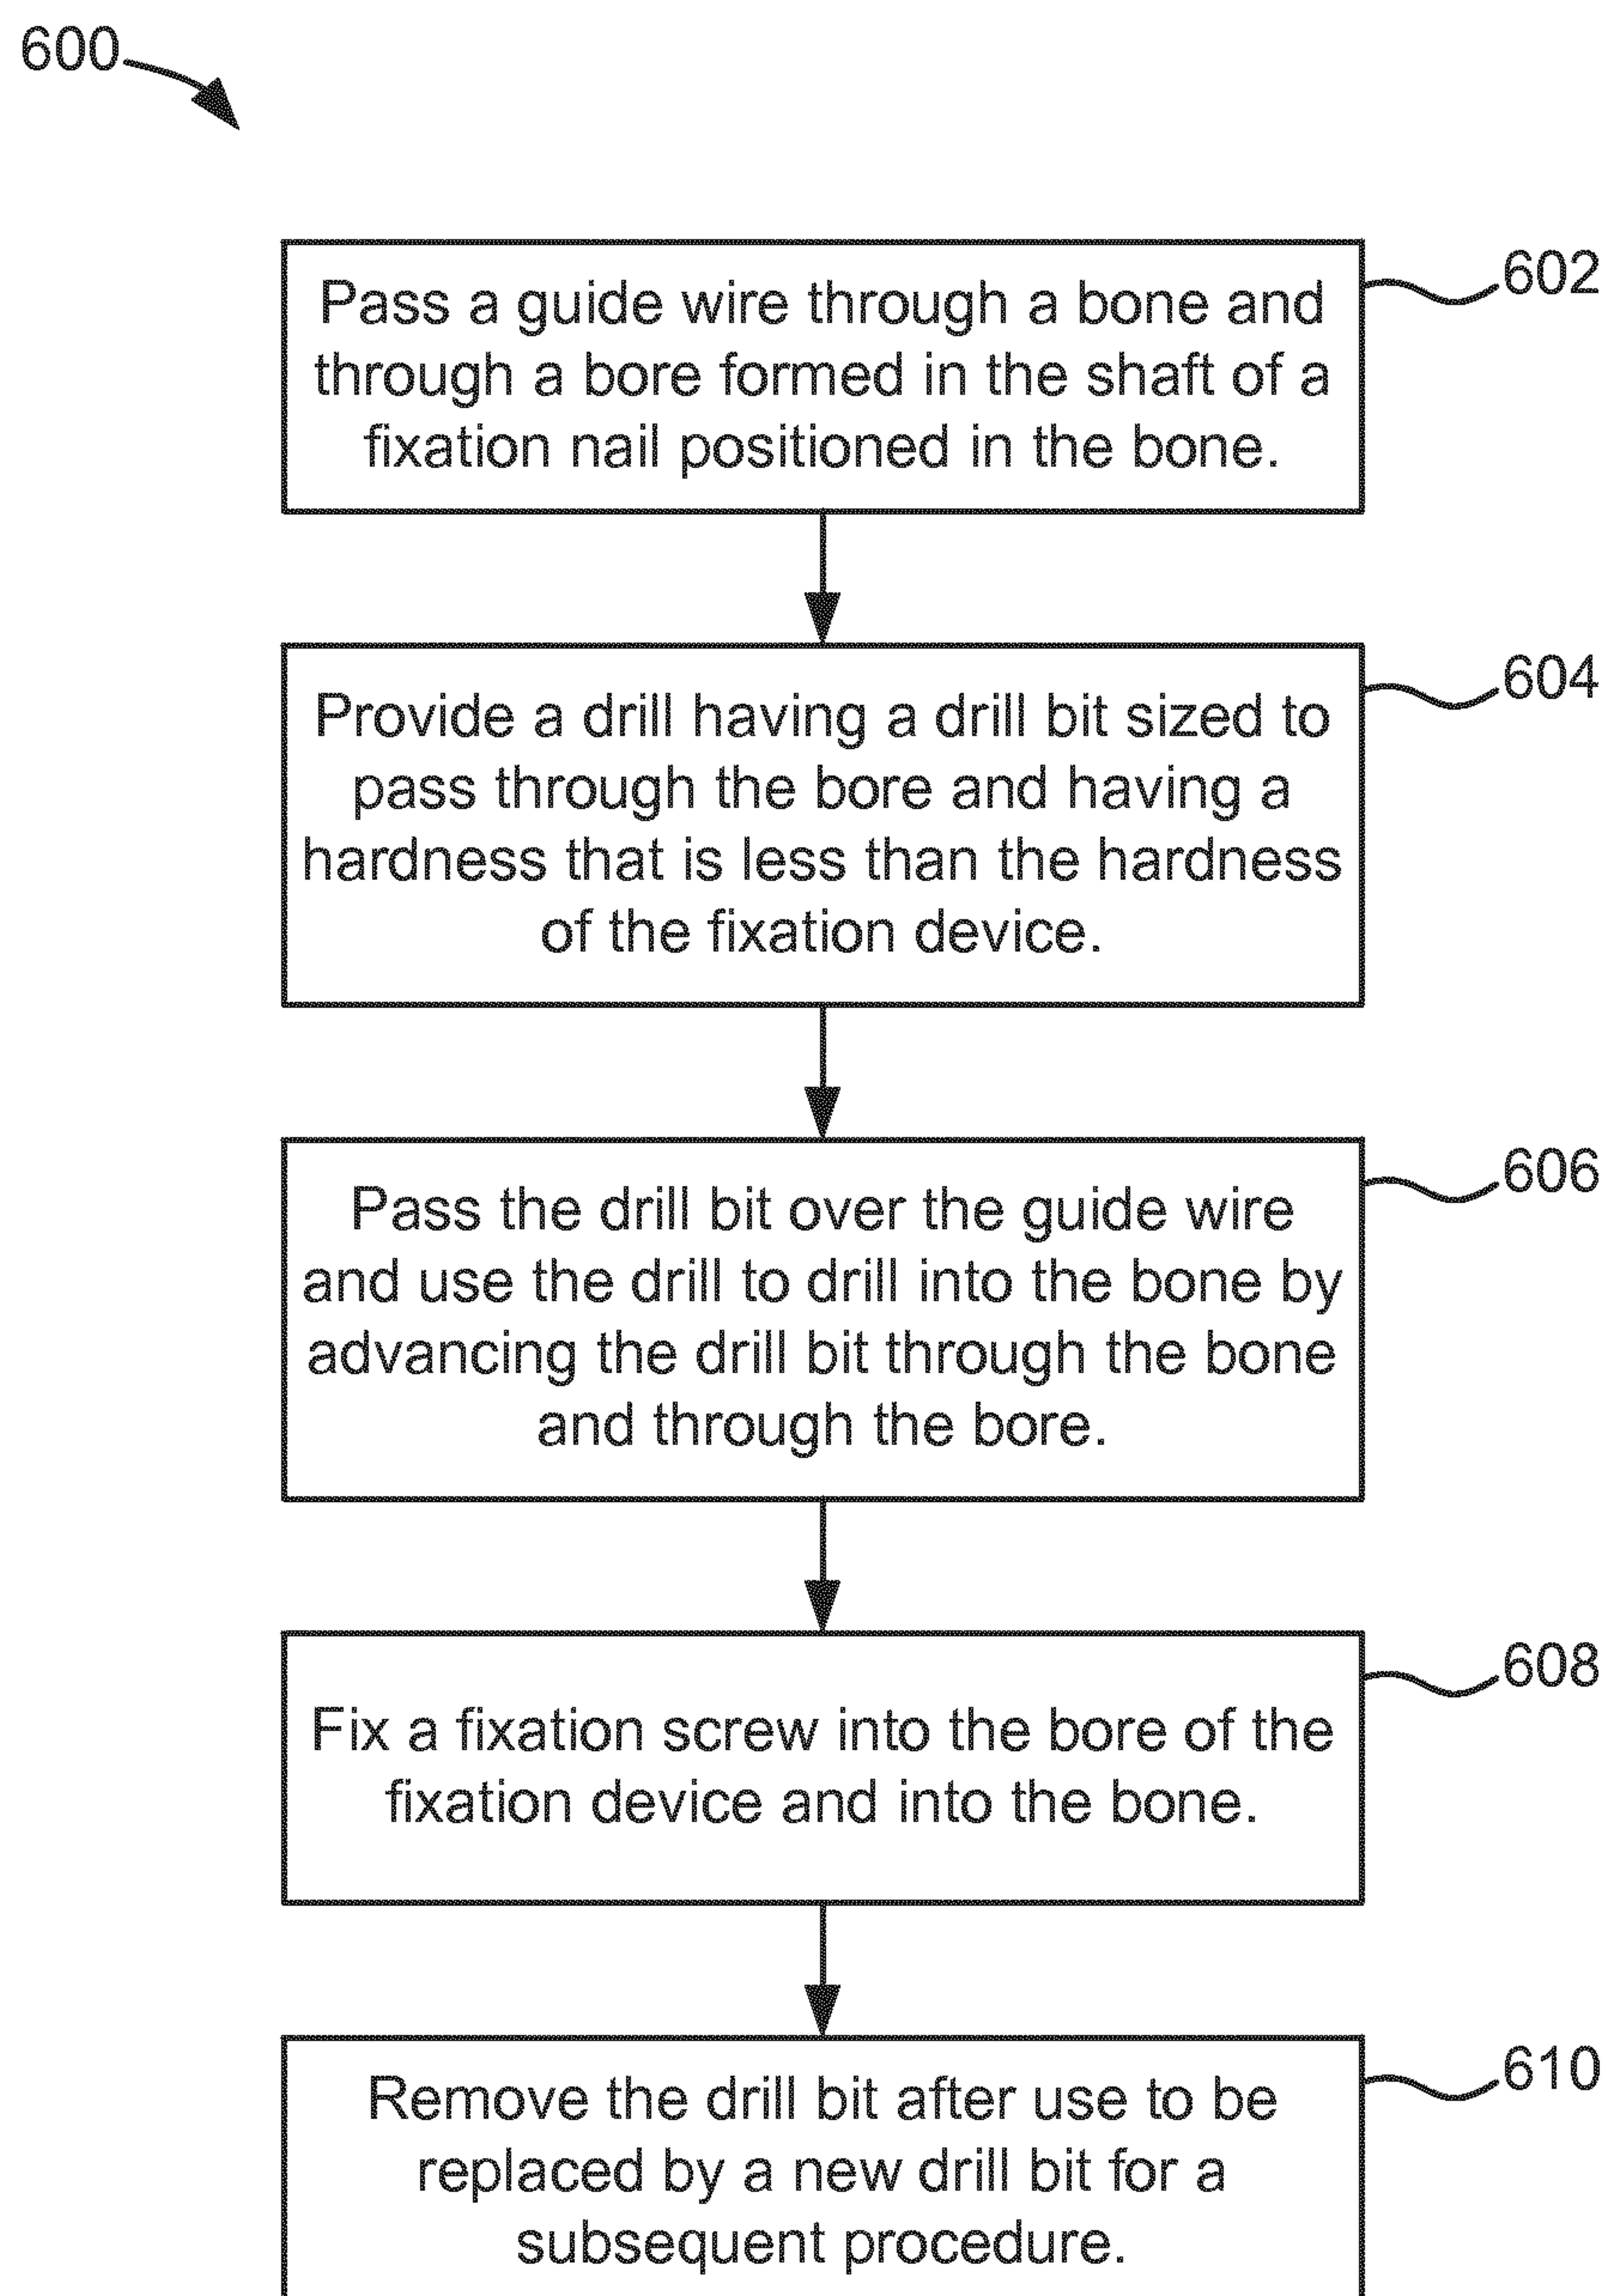 600
Pass a guide wire through a bone and
through a bore formed in the shaft of a
fixation nail positioned in the bone.
602
Provide a drill having a drill bit sized to
pass through the bore and having a
hardness that is less than the hardness
of the fixation device.
604
Pass the drill bit over the guide wire
and use the drill to drill into the bone by
advancing the drill bit through the bone
and through the bore.
606
Fix a fixation screw into the bore of the
fixation device and into the bone.
608
Remove the drill bit after use to be
replaced by a new drill bit for a
subsequent procedure.
610